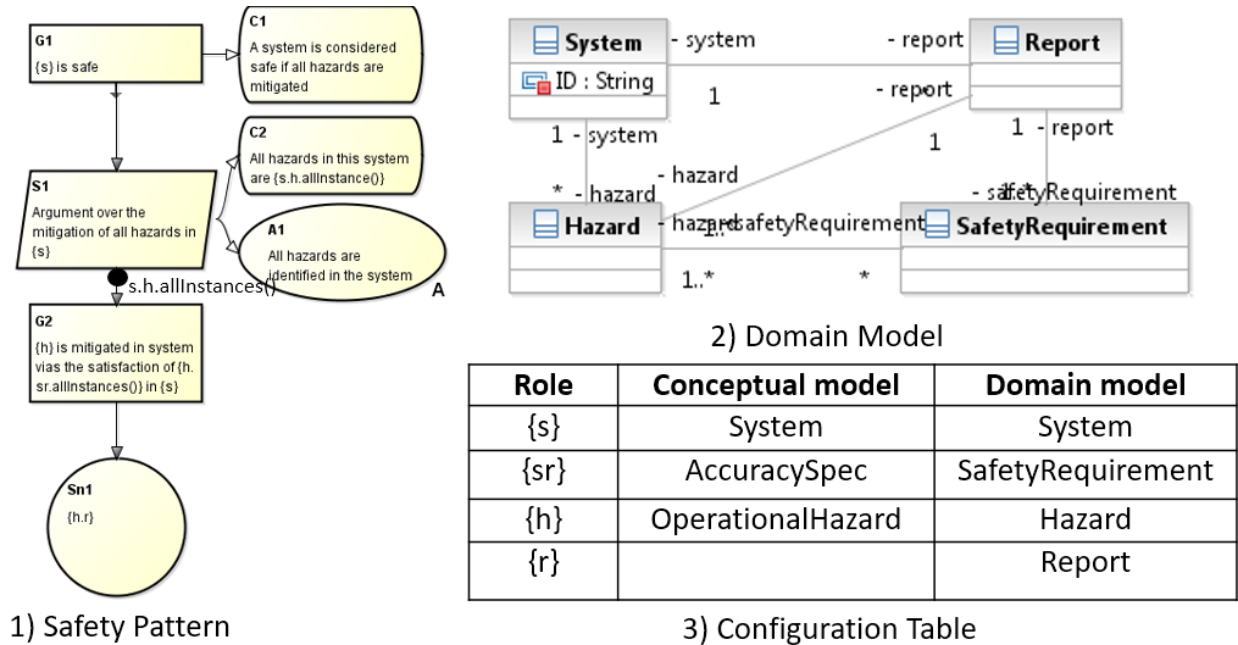 G1
{s} is safe
C1
A system is considered
safe if all hazards are
mitigated
C2
All hazards in this system
are {s.h.allInstance()}
S1
Argument over the
mitigation of all hazards in
{s}
A1
All hazards are
identified in the system
A
s.h.allInstances()
G2
{h} is mitigated in system
vias the satisfaction of {h.
sr.allInstances()} in {s}
Sn1
{h.r}
1) Safety Pattern
System
ID : String
- system
- report
Report
1
- report
1
1 - system
1 - report
- hazard
* - hazard
- safetyRequirement
1..*
Hazard
- hazard
- safetyRequirement
SafetyRequirement
1..*
*
2) Domain Model
Role Conceptual model Domain model
{s} System System
{sr} AccuracySpec SafetyRequirement
{h} OperationalHazard Hazard
{r} Report
3) Configuration Table